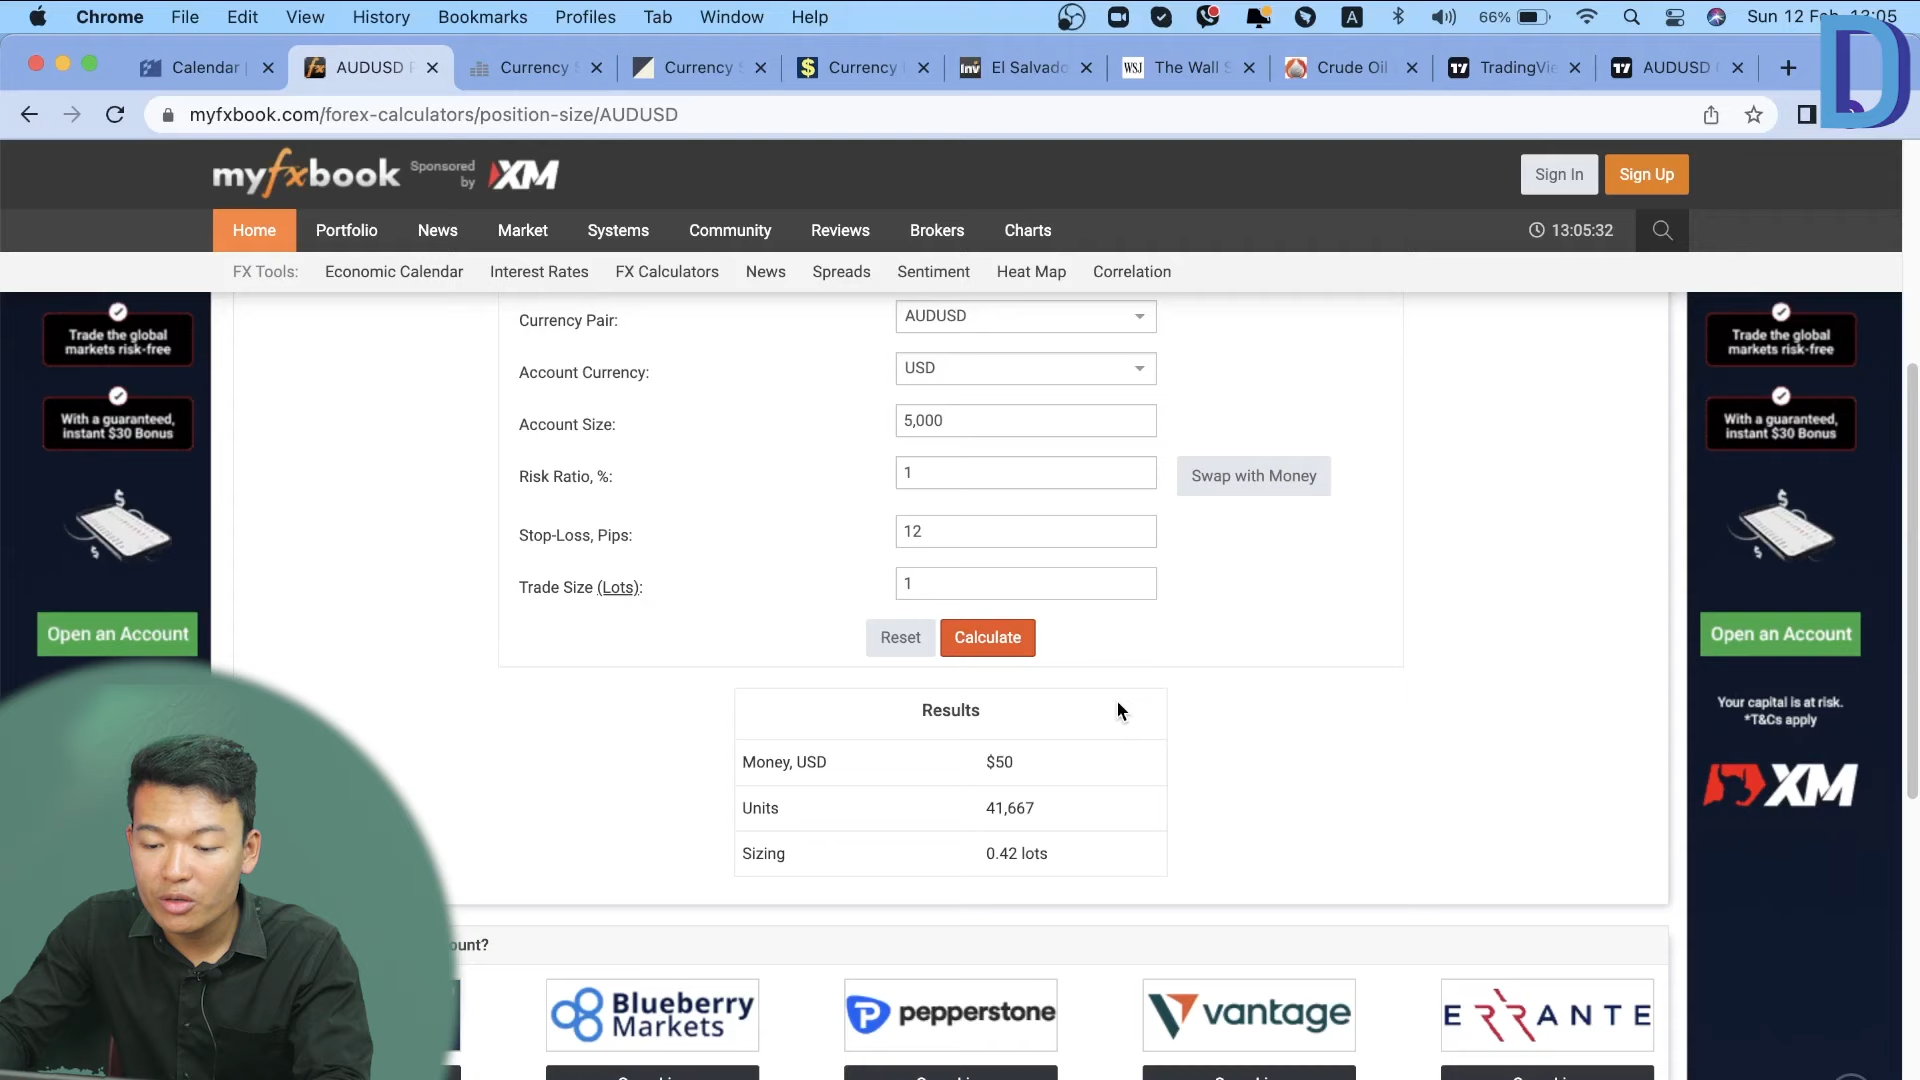 Chrome File Edit View History Bookmarks Profiles Tab Window Help A 66% Sun 12 Feb 13:05
Calendar AUDUSD Currency Currency $ Currency inv El Salvado WSJ The Wall S Crude Oil TradingVie AUDUSD
D
myfxbook.com/forex-calculators/position-size/AUDUSD
myfxbook Sponsored by XM Sign In Sign Up
Home Portfolio News Market Systems Community Reviews Brokers Charts 13:05:32
FX Tools: Economic Calendar Interest Rates FX Calculators News Spreads Sentiment Heat Map Correlation
Trade the global
markets risk-free
With a guaranteed,
instant $30 Bonus
Open an Account
Currency Pair: AUDUSD
Account Currency: USD
Account Size: 5,000
Risk Ratio, %: 1 Swap with Money
Stop-Loss, Pips: 12
Trade Size (Lots): 1
Reset Calculate
Results
Money, USD $50
Units 41,667
Sizing 0.42 lots
Trade the global
markets risk-free
With a guaranteed,
instant $30 Bonus
Open an Account
Your capital is at risk.
*T&Cs apply
XM
ount?
Blueberry
Markets
pepperstone
vantage
ERRANTE